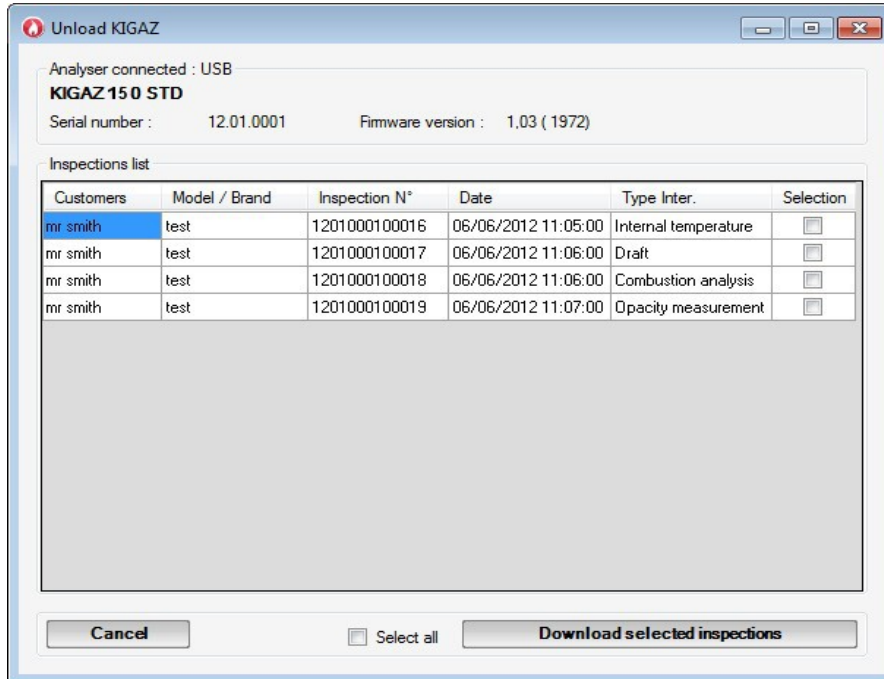 Unload KIGAZ
Analyser connected : USB
KIGAZ 150 STD
Serial number : 12.01.0001 Firmware version : 1,03 ( 1972)
Inspections list
Customers Model / Brand Inspection N° Date Type Inter. Selection
mr smith test 1201000100016 06/06/2012 11:05:00 Internal temperature
mr smith test 1201000100017 06/06/2012 11:06:00 Draft
mr smith test 1201000100018 06/06/2012 11:06:00 Combustion analysis
mr smith test 1201000100019 06/06/2012 11:07:00 Opacity measurement
Cancel Select all Download selected inspections